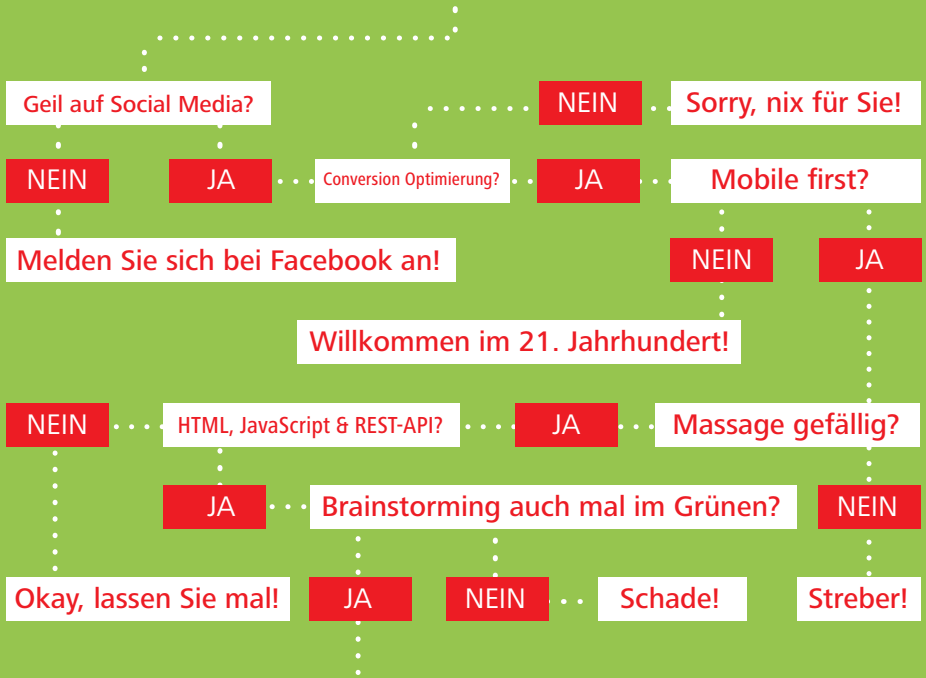 Geil auf Social Media?
NEIN
Sorry, nix für Sie!
NEIN
JA
Conversion Optimierung?
JA
Mobile first?
Melden Sie sich bei Facebook an!
NEIN
JA
Willkommen im 21. Jahrhundert!
NEIN
HTML, JavaScript & REST-API?
JA
Massage gefällig?
JA
Brainstorming auch mal im Grünen?
NEIN
Okay, lassen Sie mal!
JA
NEIN
Schade!
Streber!